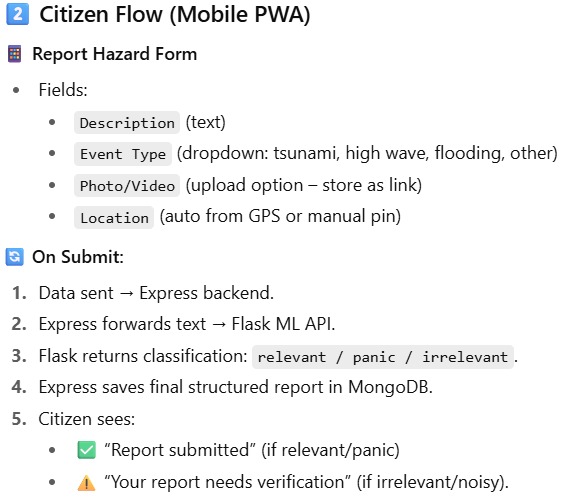 2 Citizen Flow (Mobile PWA)
Report Hazard Form
• Fields:
• Description (text)
• Event Type (dropdown: tsunami, high wave, flooding, other)
• Photo/Video (upload option – store as link)
• Location (auto from GPS or manual pin)
On Submit:
1. Data sent → Express backend.
2. Express forwards text → Flask ML API.
3. Flask returns classification: relevant / panic / irrelevant.
4. Express saves final structured report in MongoDB.
5. Citizen sees:
• ✅ “Report submitted” (if relevant/panic)
• ⚠️ “Your report needs verification” (if irrelevant/noisy).